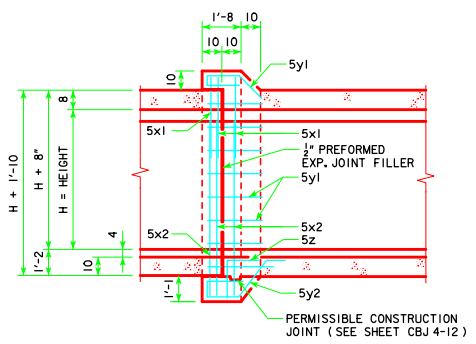 1'-8 10
10 10
10
5y1
8
5x1
5x1
½" PREFORMED
EXP. JOINT FILLER
H + 1'-10
H + 8"
H = HEIGHT
5y1
5x2
5x2
4
5z
1'-2
10
1'-1
5y2
PERMISSIBLE CONSTRUCTION
JOINT (SEE SHEET CBJ 4-12)